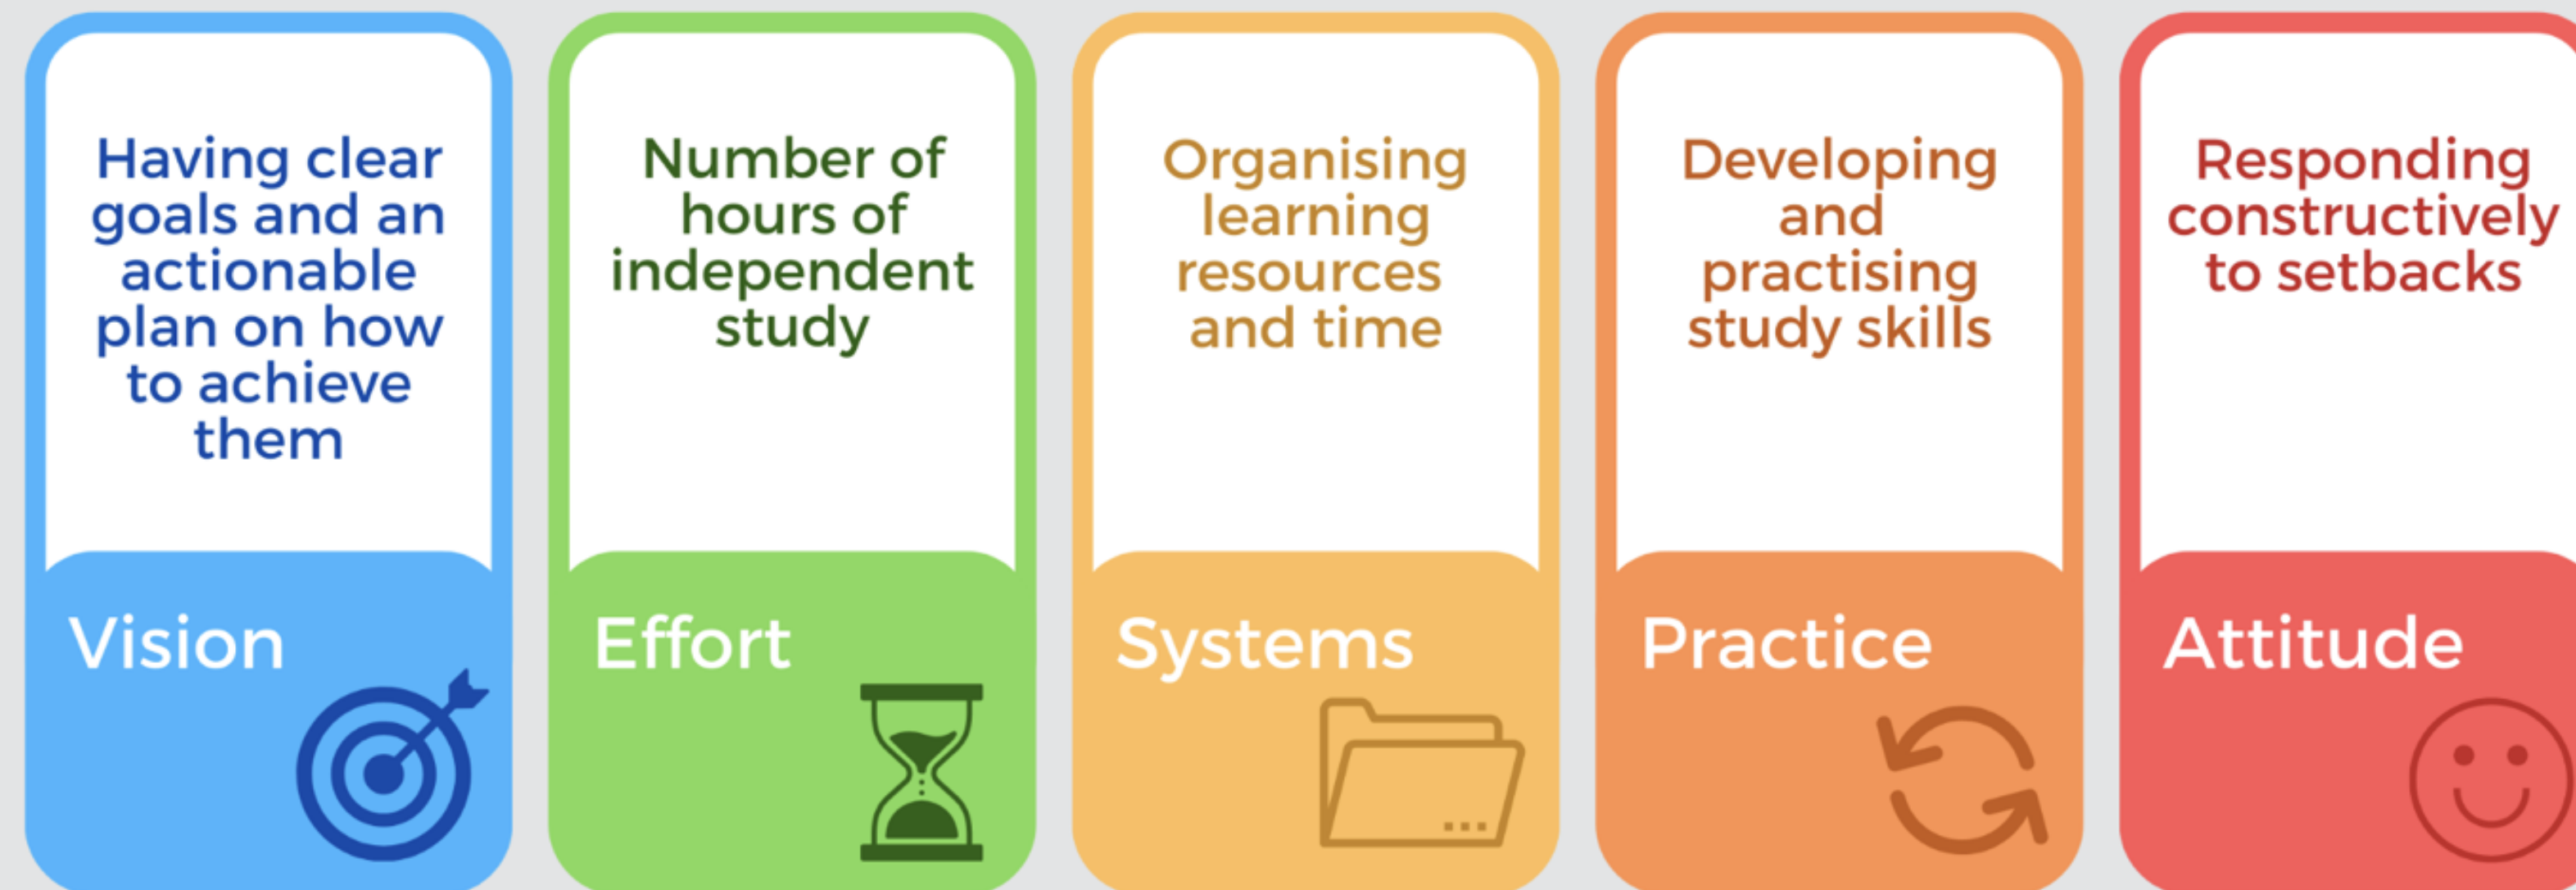 Having clear
goals and an
actionable
plan on how
to achieve
them
Vision
Number of
hours of
independent
study
Effort
Organising
learning
resources
and time
Systems
Developing
and
practising
study skills
Practice
Responding
constructively
to setbacks
Attitude